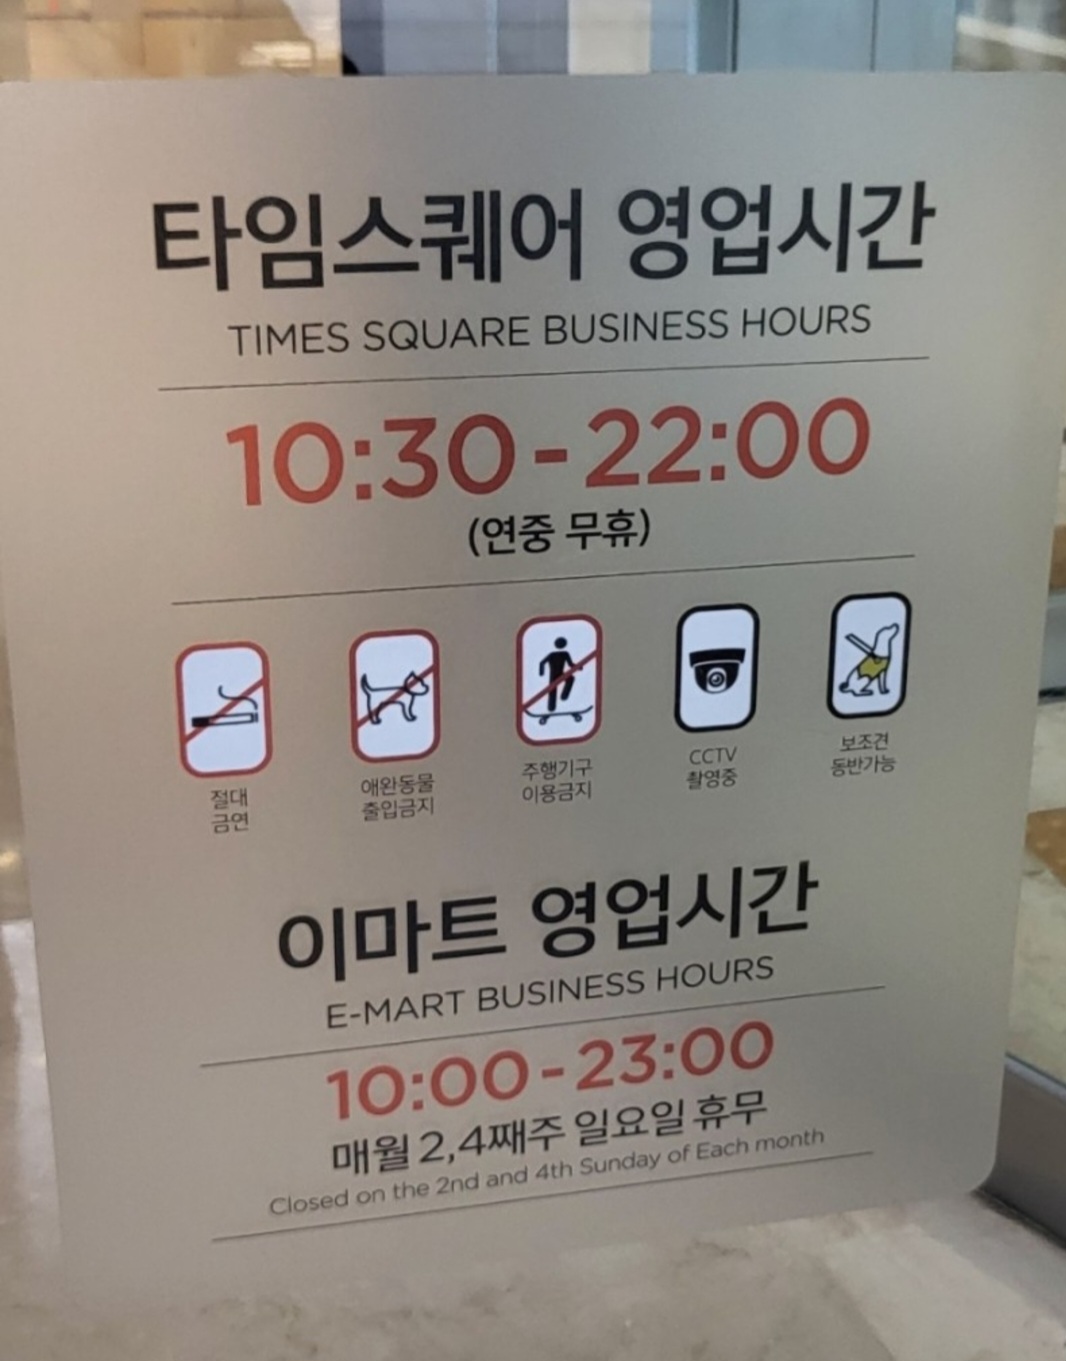 타임스퀘어 영업시간
TIMES SQUARE BUSINESS HOURS
10:30-22:00
(연중 무휴)
절대
금연
애완동물
출입금지
주행기구
이용금지
CCTV
촬영중
보조견
동반가능
이마트 영업시간
E-MART BUSINESS HOURS
10:00-23:00
매월 2,4째주 일요일 휴무
Closed on the 2nd and 4th Sunday of Each month